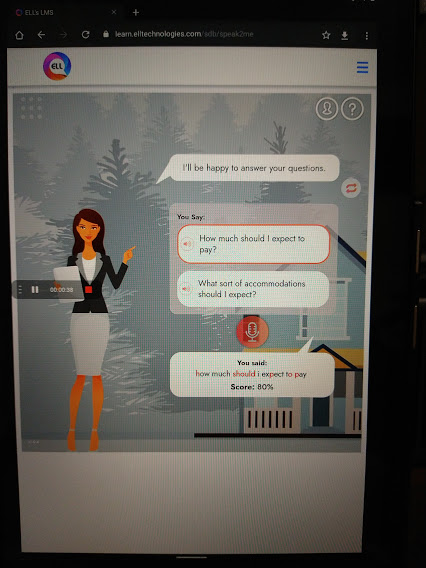 ELL's LMS
learn.elltechnologies.com/adb/speak2me
ELL
I'll be happy to answer your questions.
You Say:
How much should I expect to
pay?
What sort of accommodations
should I expect?
00:00:38
You said:
how much should i expect to pay
Score: 80%